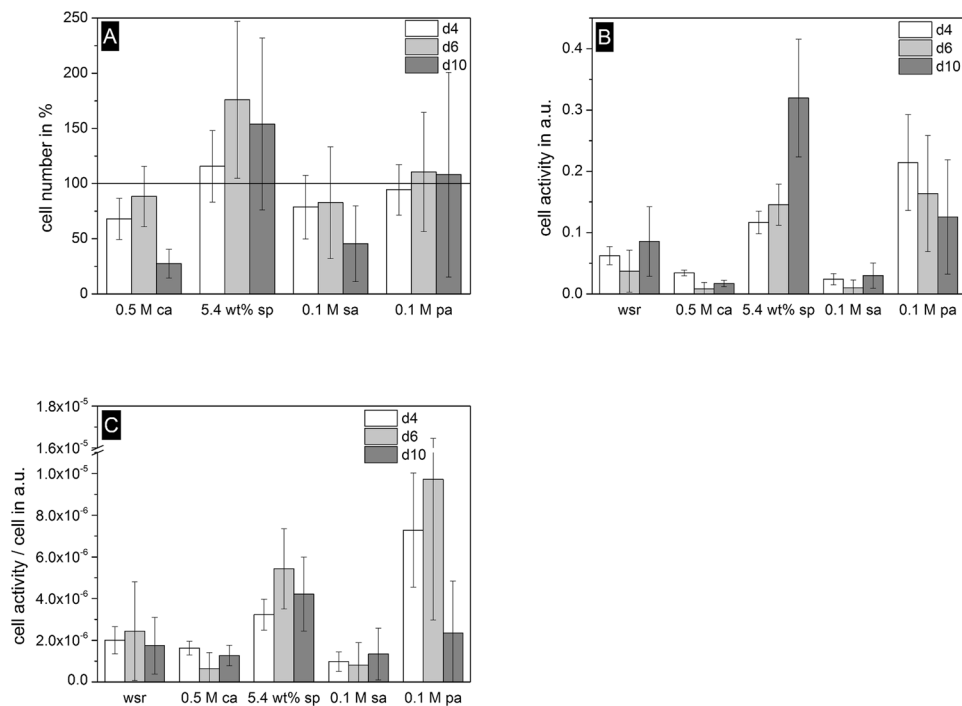 A
d4
d6
d10
cell number in %
250
200
150
100
50
0
0.5 M ca
5.4 wt% sp
0.1 M sa
0.1 M pa
B
d4
d6
d10
cell activity in a.u.
0.4
0.3
0.2
0.1
0.0
wsr
0.5 M ca
5.4 wt% sp
0.1 M sa
0.1 M pa
C
d4
d6
d10
cell activity / cell in a.u.
1.8x10⁻⁵
1.6x10⁻⁵
1.0x10⁻⁵
8.0x10⁻⁶
6.0x10⁻⁶
4.0x10⁻⁶
2.0x10⁻⁶
0.0
wsr
0.5 M ca
5.4 wt% sp
0.1 M sa
0.1 M pa